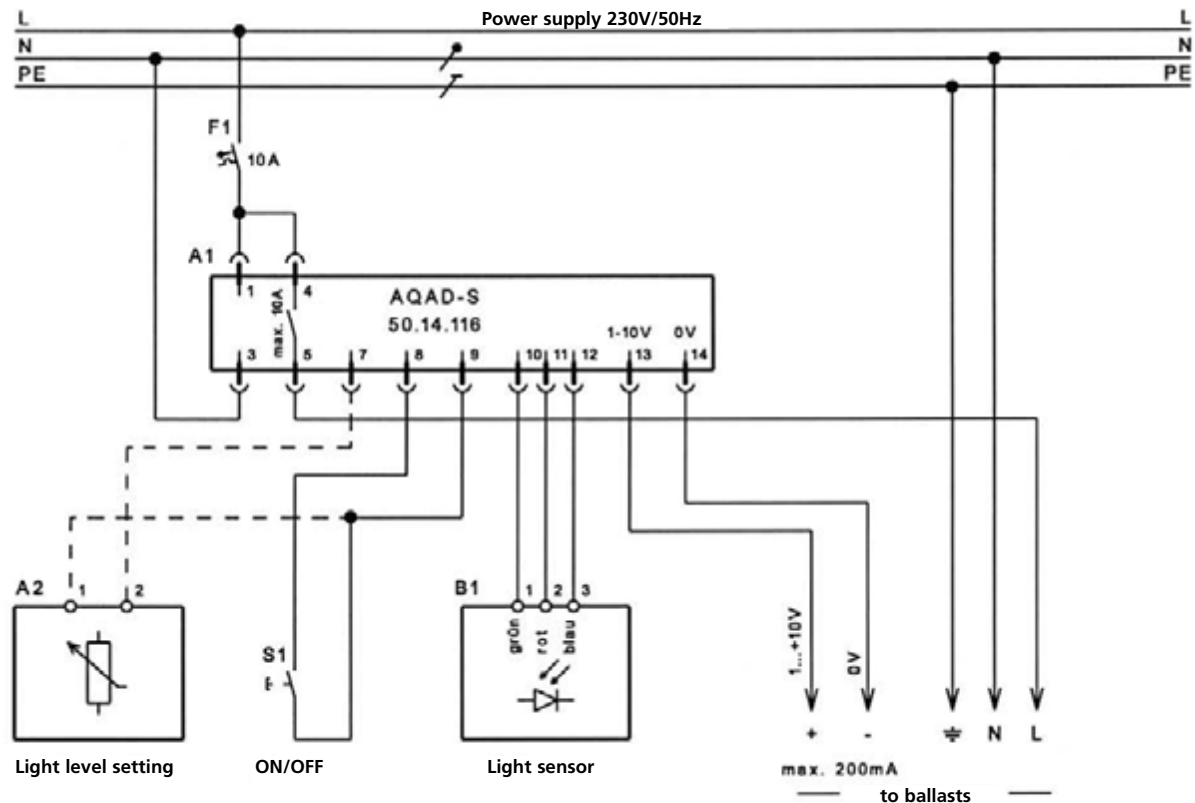 L Power supply 230V/50Hz L
N N
PE PE
F1
10A
A1
1 4
max. 10A
AQAD-S
50.14.116
1-10V 0V
3 5 7 8 9 10 11 12 13 14
A2 1 2
B1 1 2 3
grün rot blau
S1
1...+10V
0V
+ - N L
Light level setting ON/OFF Light sensor
max. 200mA
to ballasts